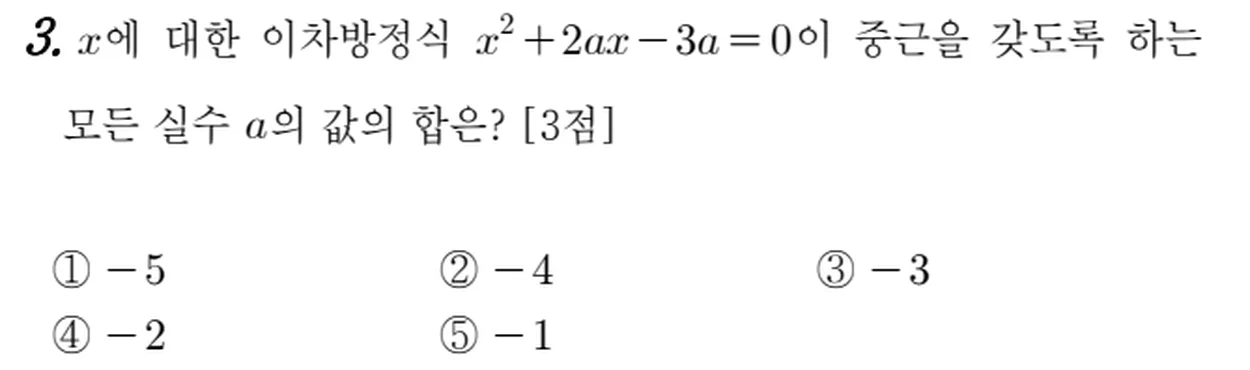 3. x에 대한 이차방정식 x²+2ax-3a=0이 중근을 갖도록 하는
모든 실수 a의 값의 합은? [3점]
① -5 ② -4 ③ -3
④ -2 ⑤ -1